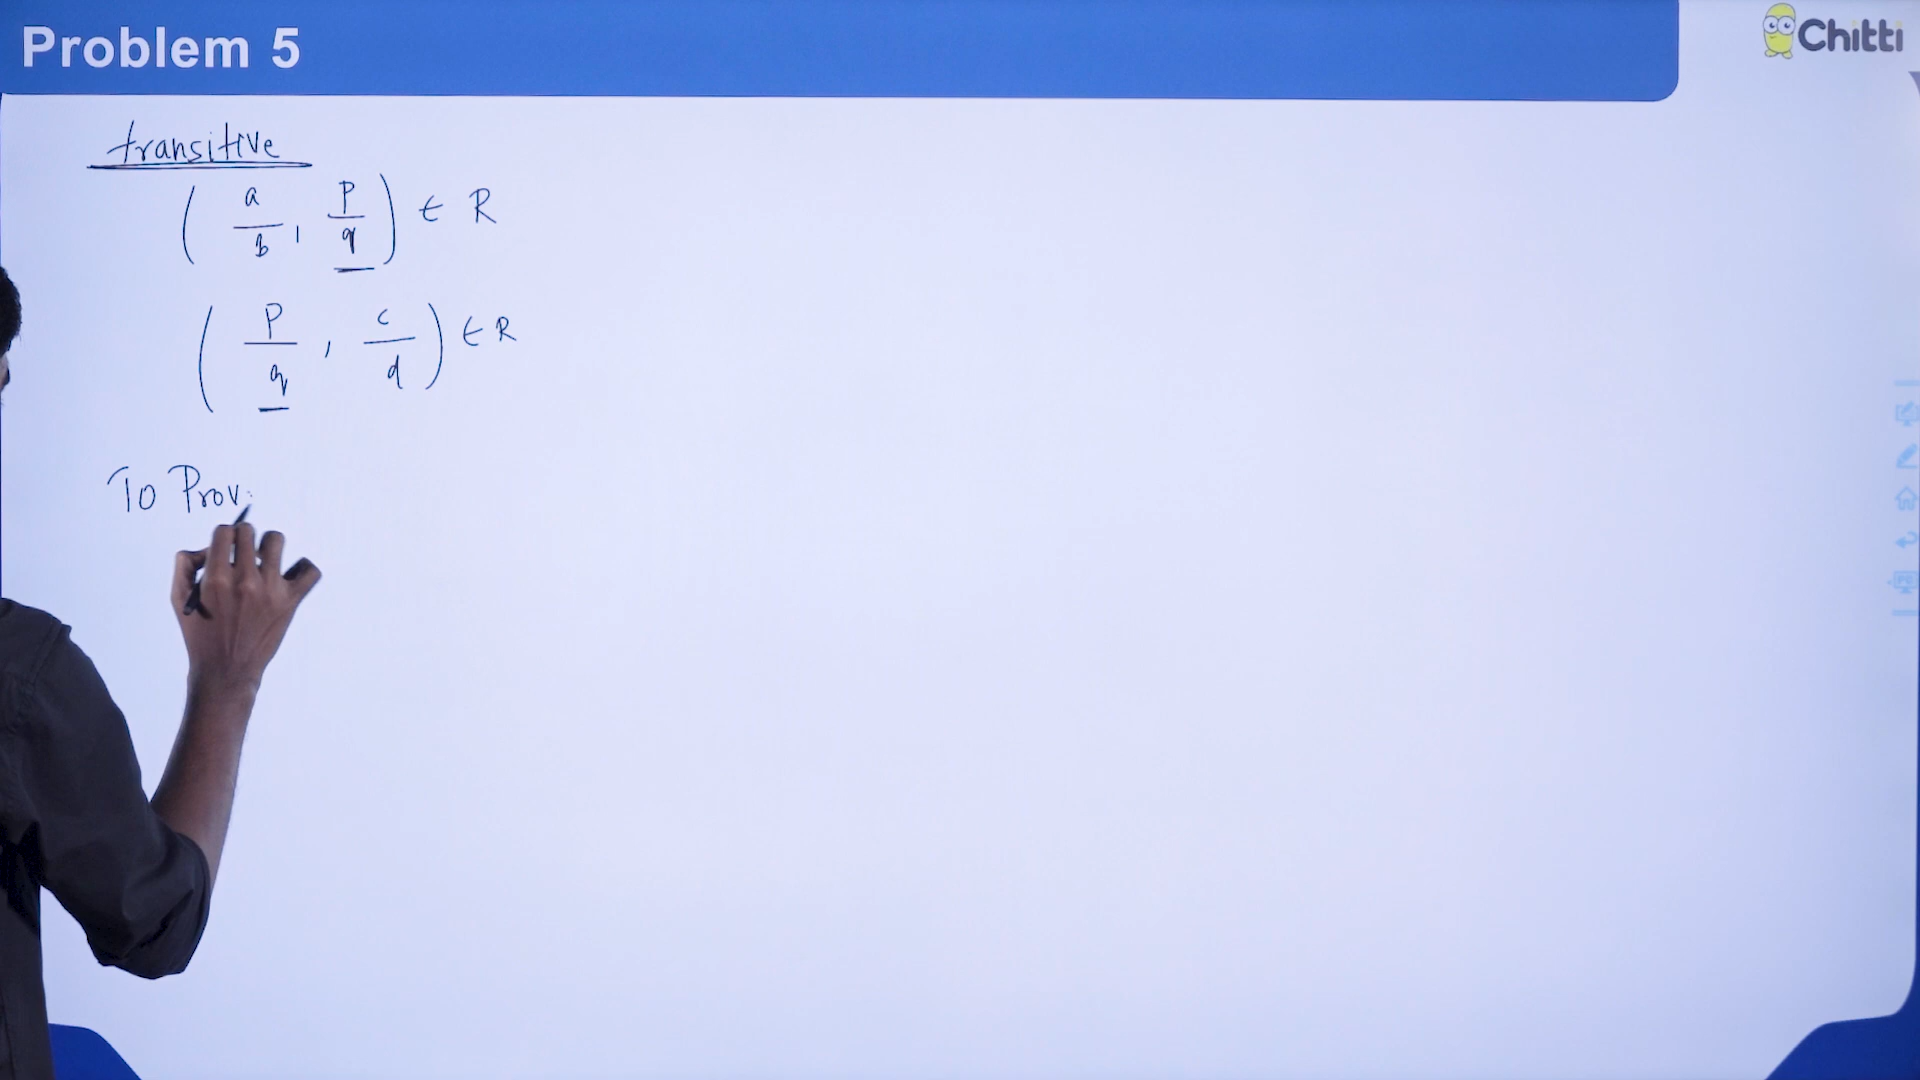 Problem 5
Chitti
transitive
( a/b , p/q ) ∈ R
( p/q , c/d ) ∈ R
To Prov